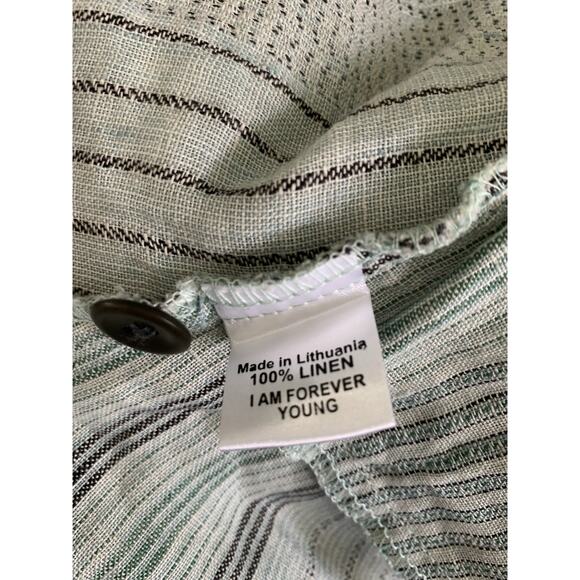 Made in Lithuania
100% LINEN
I AM FOREVER
YOUNG